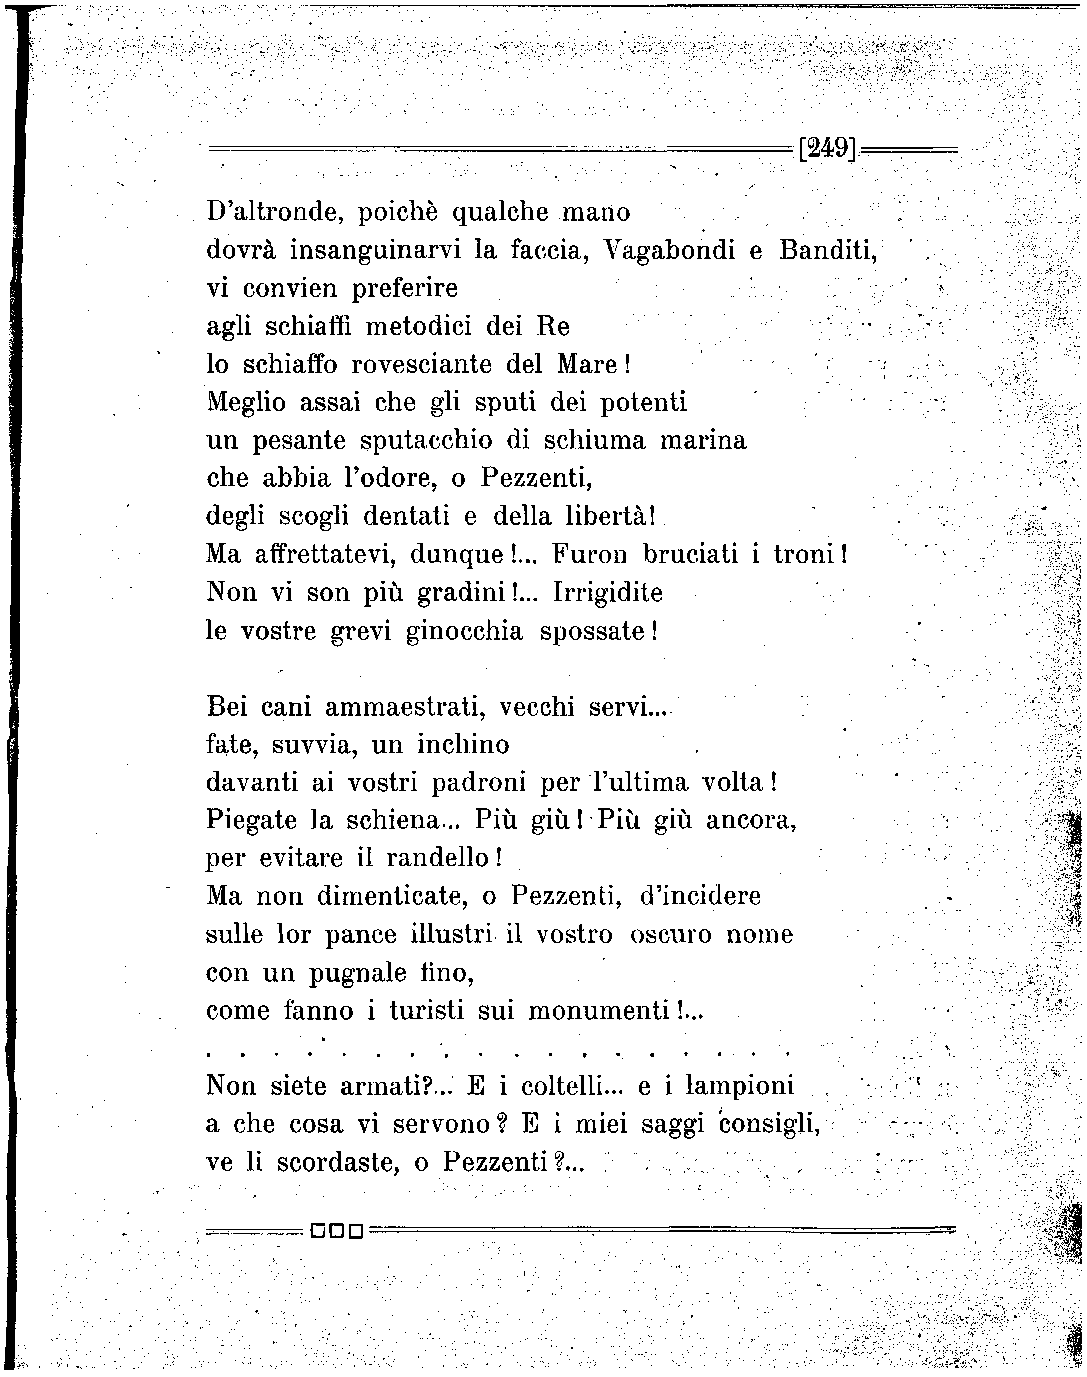 [249]
D'altronde, poichè qualche mano
dovrà insanguinarvi la faccia, Vagabondi e Banditi,
vi convien preferire
agli schiaffi metodici dei Re
lo schiaffo rovesciante del Mare !
Meglio assai che gli sputi dei potenti
un pesante sputacchio di schiuma marina
che abbia l'odore, o Pezzenti,
degli scogli dentati e della libertà!
Ma affrettatevi, dunque !... Furon bruciati i troni !
Non vi son più gradini !... Irrigidite
le vostre grevi ginocchia spossate !
Bei cani ammaestrati, vecchi servi...
fate, suvvia, un inchino
davanti ai vostri padroni per l'ultima volta !
Piegate la schiena... Più giù ! Più giù ancora,
per evitare il randello !
Ma non dimenticate, o Pezzenti, d'incidere
sulle lor pance illustri il vostro oscuro nome
con un pugnale fino,
come fanno i turisti sui monumenti !...
. . . . . . . . . . . . . . . . . .
Non siete armati?... E i coltelli... e i lampioni
a che cosa vi servono ? E i miei saggi consigli,
ve li scordaste, o Pezzenti ?...